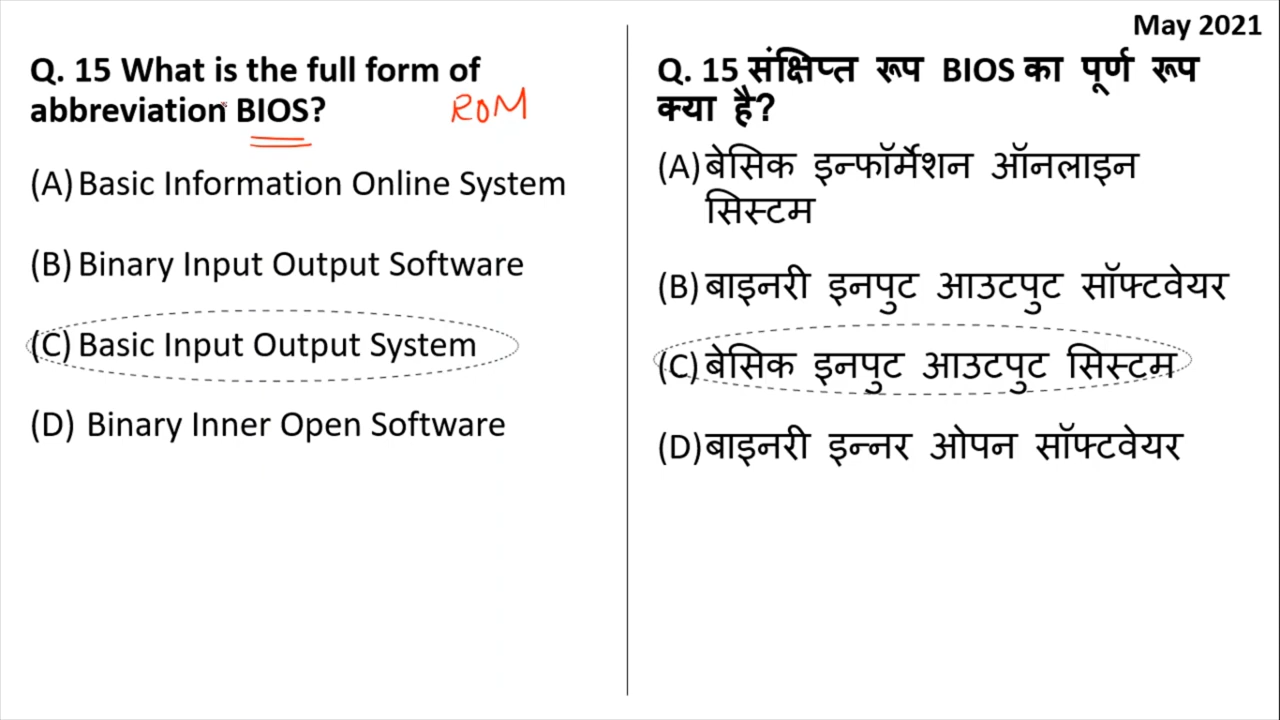 May 2021
Q. 15 What is the full form of
abbreviation BIOS?
ROM
(A) Basic Information Online System
(B) Binary Input Output Software
(C) Basic Input Output System
(D) Binary Inner Open Software
Q. 15 संक्षिप्त रूप BIOS का पूर्ण रूप
क्या है?
(A) बेसिक इन्फॉर्मेशन ऑनलाइन
सिस्टम
(B) बाइनरी इनपुट आउटपुट सॉफ्टवेयर
(C) बेसिक इनपुट आउटपुट सिस्टम
(D) बाइनरी इन्नर ओपन सॉफ्टवेयर